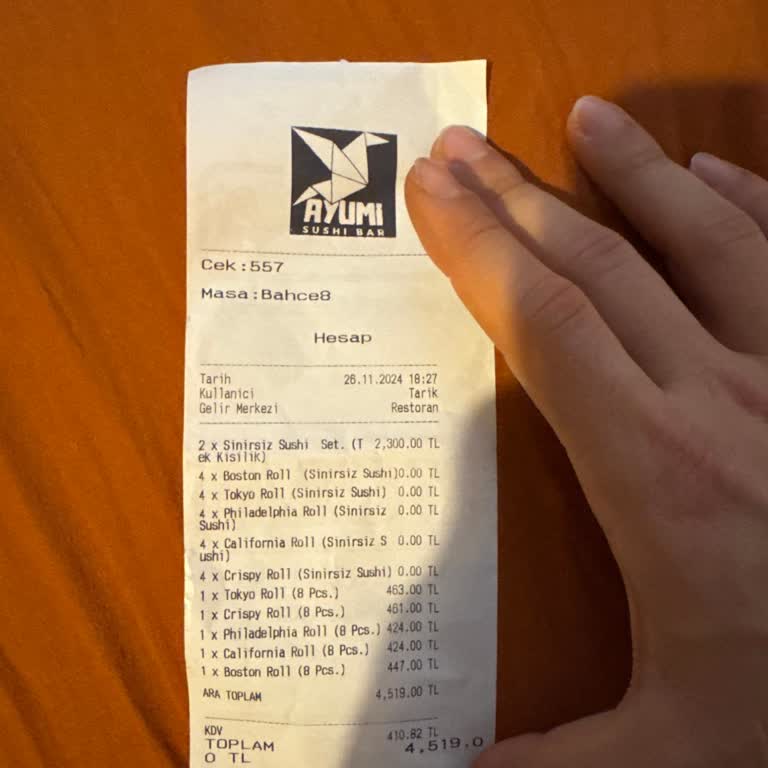 AYUMI
SUSHI BAR
Cek :557
Masa :Bahce8
Hesap
Tarih 26.11.2024 18:27
Kullanici Tarik
Gelir Merkezi Restoran
2 x Sinirsiz Sushi Set. (T 2,300.00 TL
ek Kisilik)
4 x Boston Roll (Sinirsiz Sushi)0.00 TL
4 x Tokyo Roll (Sinirsiz Sushi) 0.00 TL
4 x Philadelphia Roll (Sinirsiz 0.00 TL
Sushi)
4 x California Roll (Sinirsiz S 0.00 TL
ushi)
4 x Crispy Roll (Sinirsiz Sushi) 0.00 TL
1 x Tokyo Roll (8 Pcs.) 463.00 TL
1 x Crispy Roll (8 Pcs.) 461.00 TL
1 x Philadelphia Roll (8 Pcs.) 424.00 TL
1 x California Roll (8 Pcs.) 424.00 TL
1 x Boston Roll (8 Pcs.) 447.00 TL
ARA TOPLAM 4,519.00 TL
KDV 410.82 TL
TOPLAM 4,519.0
0 TL